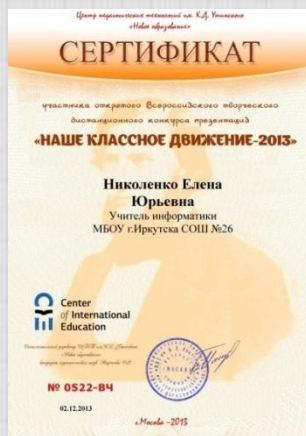 Центр педагогических технологий им. К.Д. Ушинского
«Новое образование»
СЕРТИФИКАТ
участника открытого Всероссийского творческого
дистанционного конкурса презентаций
«НАШЕ КЛАССНОЕ ДВИЖЕНИЕ-2013»
Николенко Елена
Юрьевна
Учитель информатики
МБОУ г.Иркутска СОШ №26
Center
of International
Education
«Новое образование»
№ 0522-ВЧ
02.12.2013
г.Москва -2013